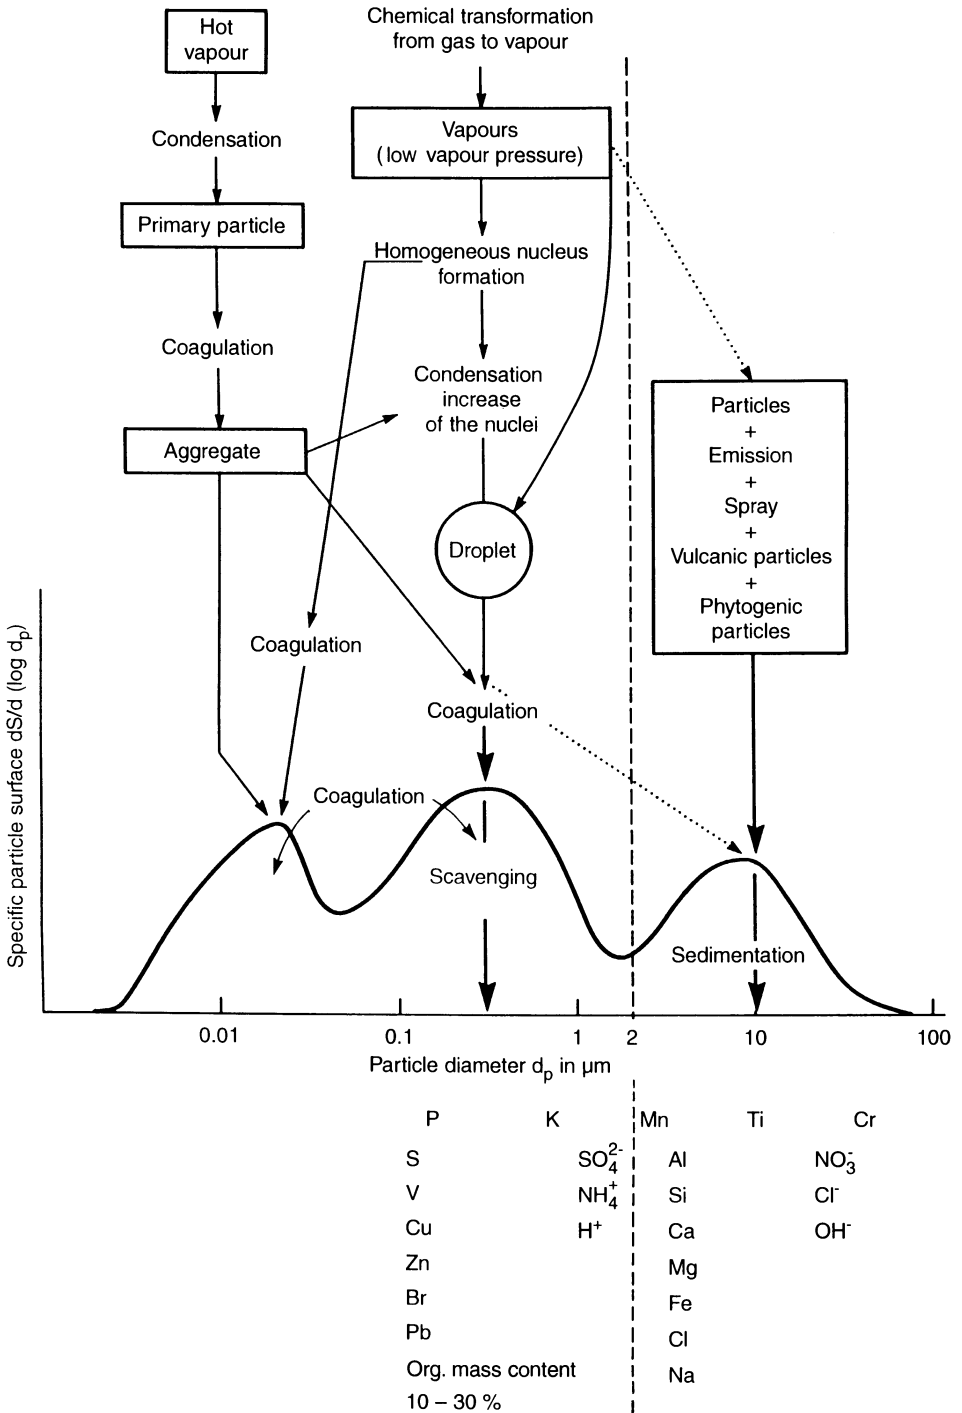 Hot
vapour
Chemical transformation
from gas to vapour
Condensation
Vapours
(low vapour pressure)
Primary particle
Homogeneous nucleus
formation
Coagulation
Condensation
increase
of the nuclei
Aggregate
Particles
+
Emission
+
Spray
+
Vulcanic particles
+
Phytogenic
particles
Droplet
Coagulation
Coagulation
Coagulation
Scavenging
Sedimentation
Specific particle surface dS/d (log dp)
0.01 0.1 1 2 10 100
Particle diameter dp in µm
P K Mn Ti Cr
S SO₄²⁻ Al NO₃⁻
V NH₄⁺ Si Cl⁻
Cu H⁺ Ca OH⁻
Zn Mg
Br Fe
Pb Cl
Org. mass content Na
10 – 30 %